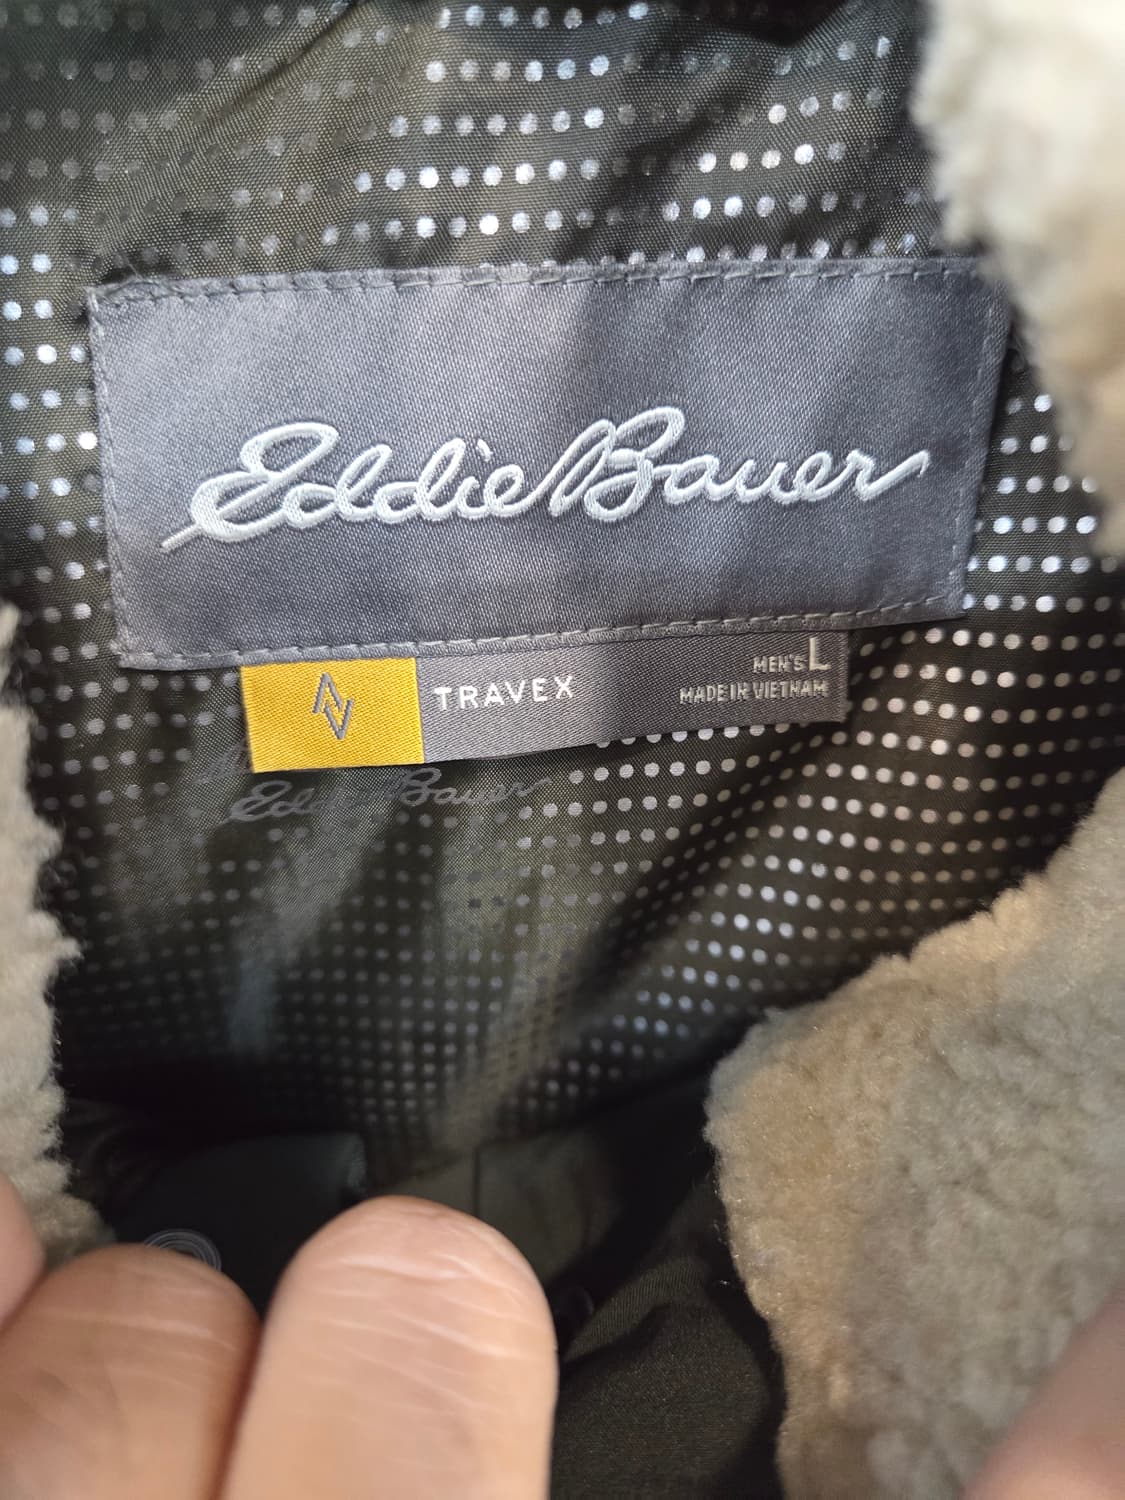 Eddie Bauer
TRAVEX
MEN'S L
MADE IN VIETNAM
Eddie Bauer